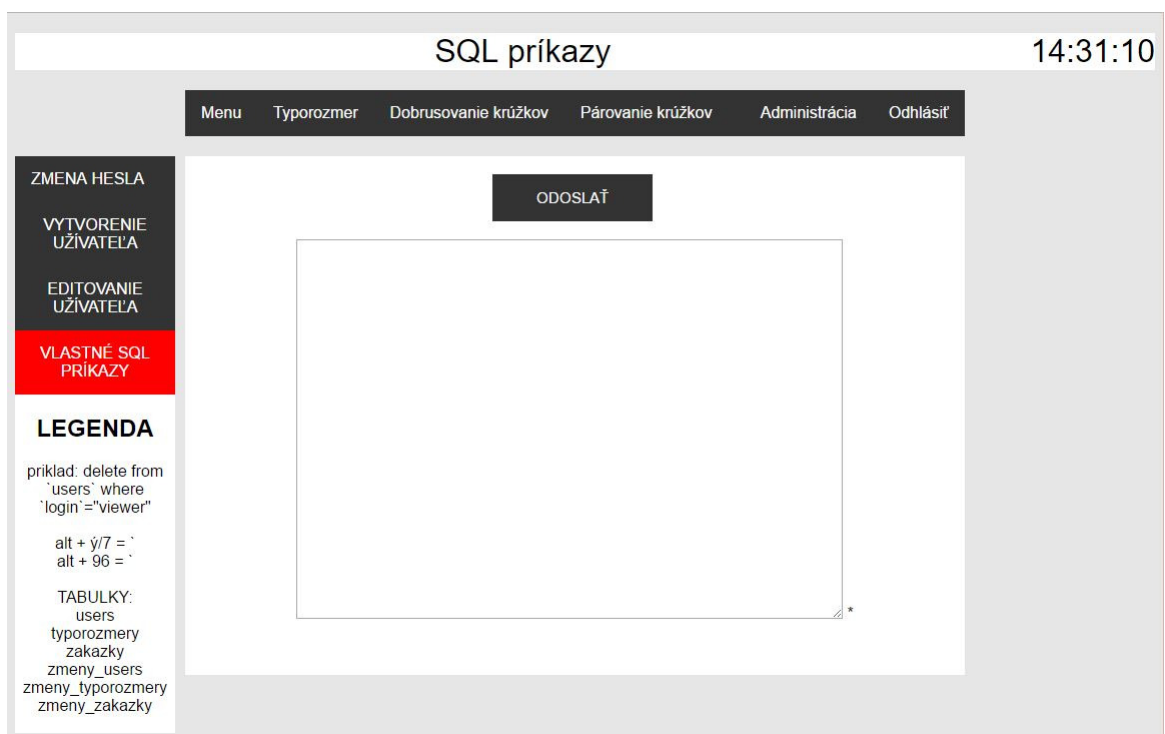 SQL príkazy
14:31:10
Menu Typorozmer Dobrusovanie krúžkov Párovanie krúžkov Administrácia Odhlásiť
ZMENA HESLA
VYTVORENIE
UŽÍVATEĽA
EDITOVANIE
UŽÍVATEĽA
VLASTNÉ SQL
PRÍKAZY
LEGENDA
priklad: delete from
`users` where
`login`="viewer"
alt + ý/7 = `
alt + 96 = `
TABULKY:
users
typorozmery
zakazky
zmeny_users
zmeny_typorozmery
zmeny_zakazky
ODOSLAŤ
*